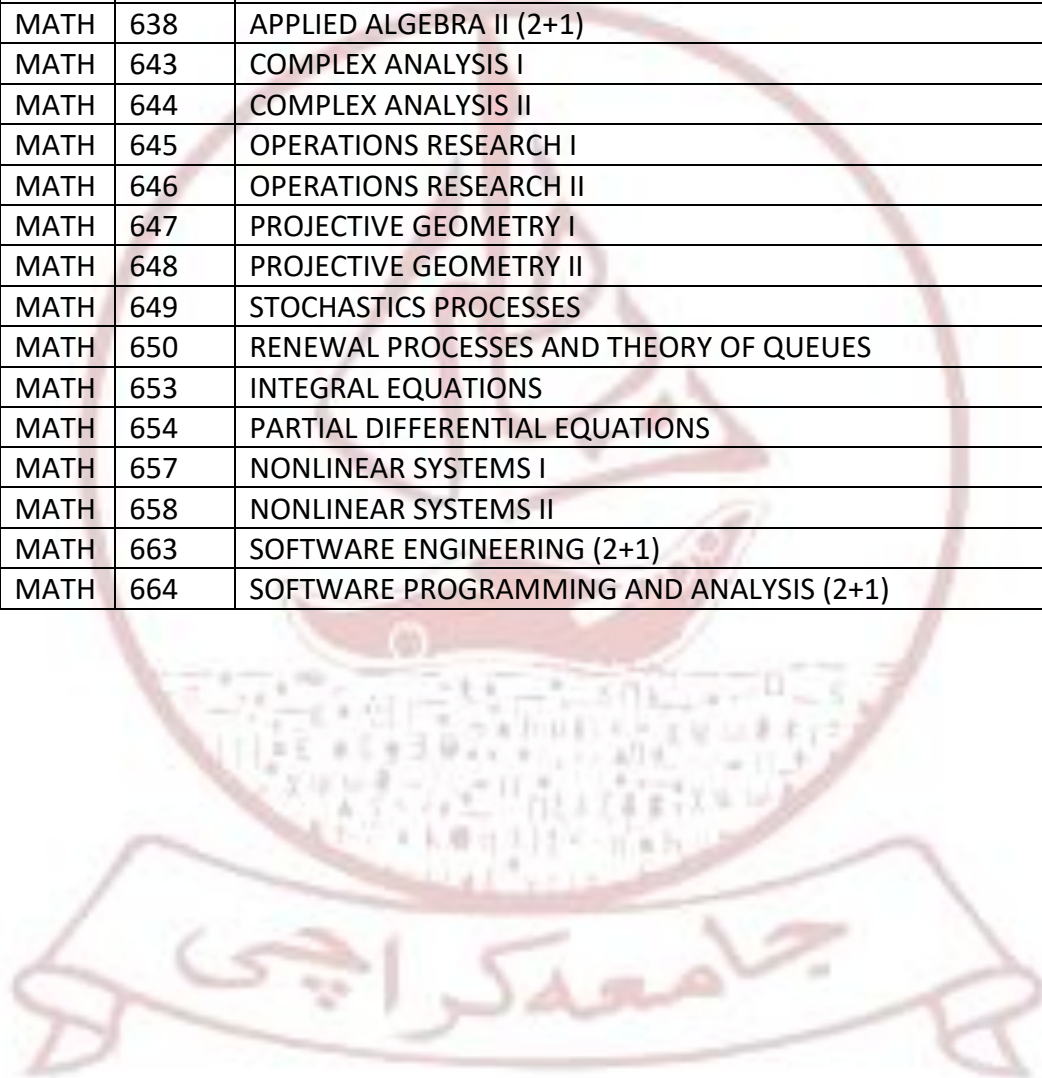 MATH 638 APPLIED ALGEBRA II (2+1)
MATH 643 COMPLEX ANALYSIS I
MATH 644 COMPLEX ANALYSIS II
MATH 645 OPERATIONS RESEARCH I
MATH 646 OPERATIONS RESEARCH II
MATH 647 PROJECTIVE GEOMETRY I
MATH 648 PROJECTIVE GEOMETRY II
MATH 649 STOCHASTICS PROCESSES
MATH 650 RENEWAL PROCESSES AND THEORY OF QUEUES
MATH 653 INTEGRAL EQUATIONS
MATH 654 PARTIAL DIFFERENTIAL EQUATIONS
MATH 657 NONLINEAR SYSTEMS I
MATH 658 NONLINEAR SYSTEMS II
MATH 663 SOFTWARE ENGINEERING (2+1)
MATH 664 SOFTWARE PROGRAMMING AND ANALYSIS (2+1)
جامعه کراچی